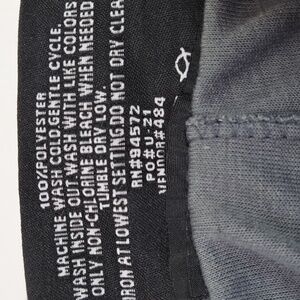 100%POLYESTER
MACHINE WASH COLD.GENTLE CYCLE.
WASH INSIDE OUT.WASH WITH LIKE COLORS
ONLY NON-CHLORINE BLEACH WHEN NEEDED
TUMBLE DRY LOW.
IRON AT LOWEST SETTING.DO NOT DRY CLEA
RN#94572
PO#U-21
VENDOR#484